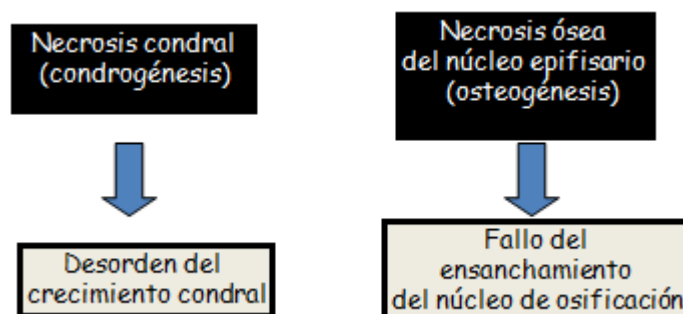 Necrosis condral
(condrogénesis)
Necrosis ósea
del núcleo epifisario
(osteogénesis)
Desorden del
crecimiento condral
Fallo del
ensanchamiento
del núcleo de osificación